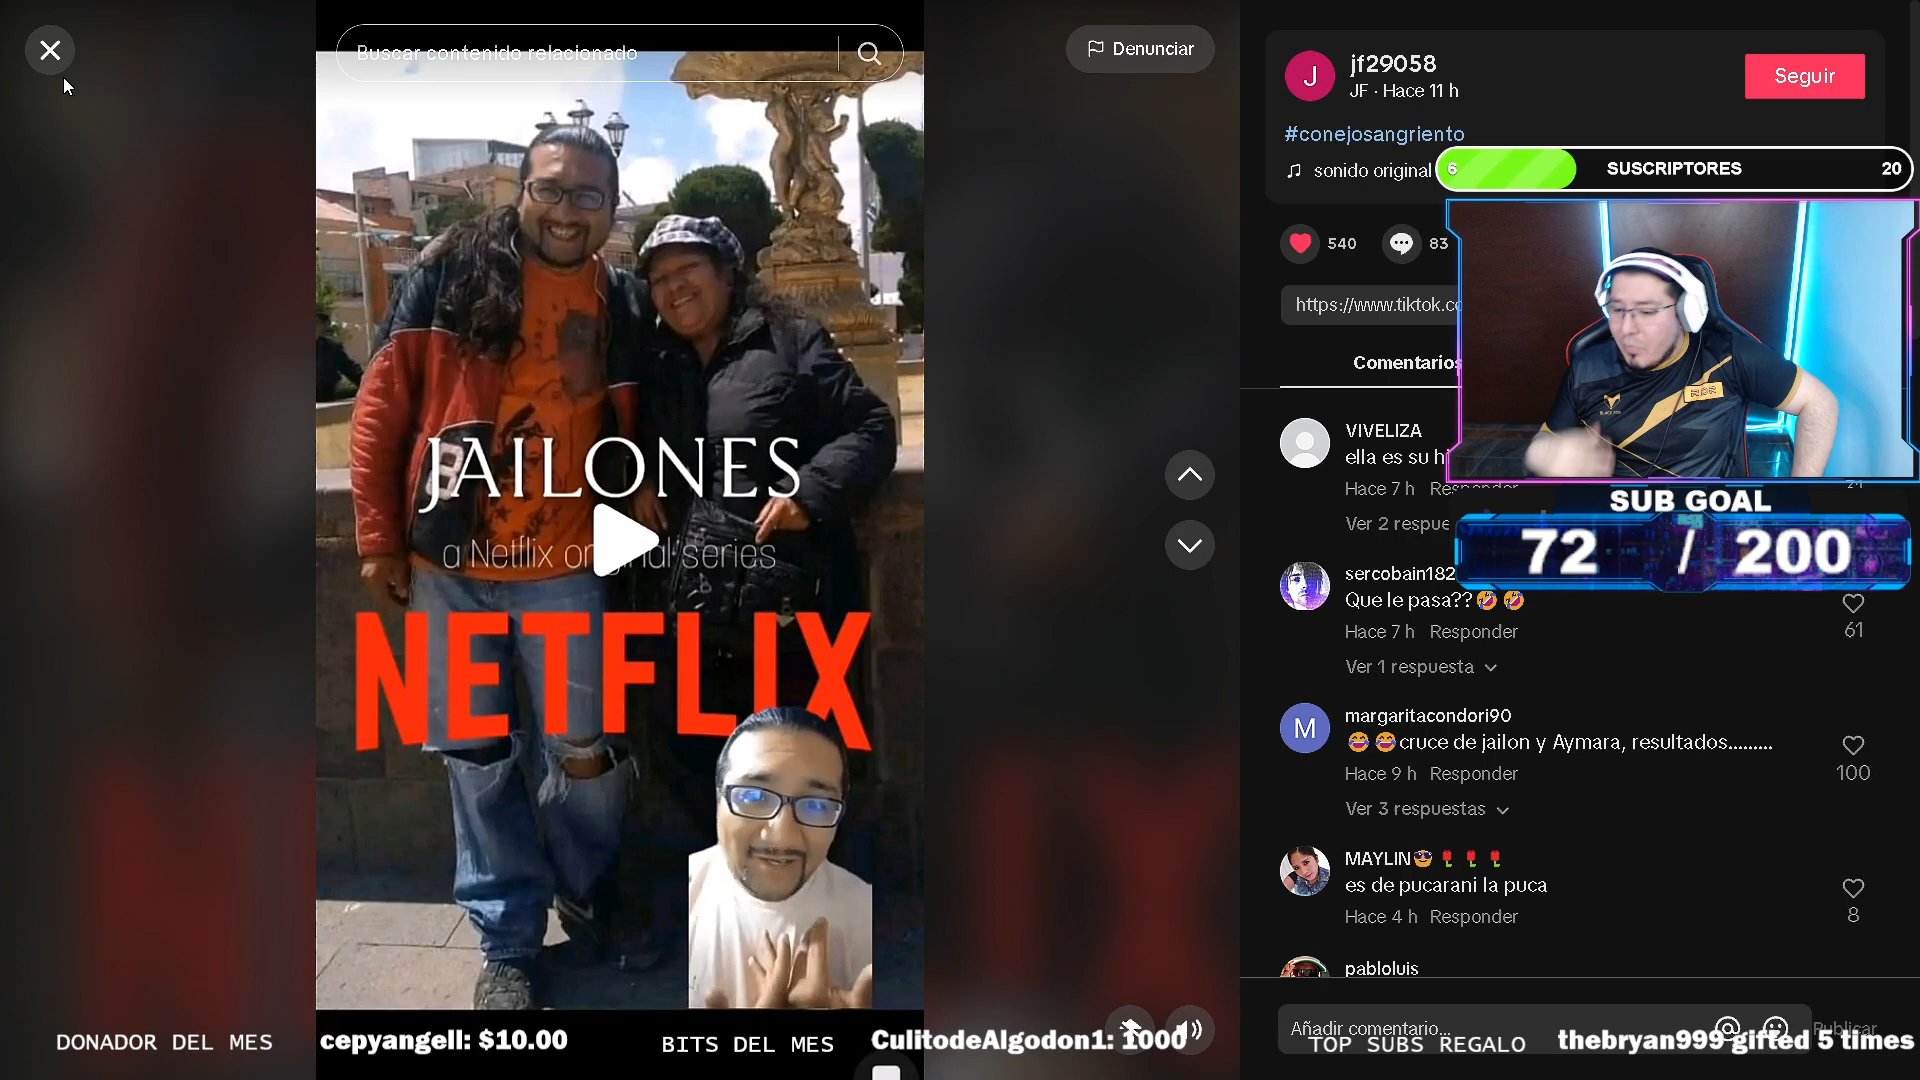 Buscar contenido relacionado
Denunciar
J
jf29058
JF · Hace 11 h
Seguir
#conejosangriento
sonido original
6 SUSCRIPTORES 20
540
83
https://www.tiktok.co
Comentarios
JAILONES
a Netflix original series
NETFLIX
VIVELIZA
ella es su hi
Hace 7 h Responder
Ver 2 respue
SUB GOAL
72 / 200
sercobain182
Que le pasa??🤣🤣
Hace 7 h Responder
61
Ver 1 respuesta
M
margaritacondori90
😂😂cruce de jailon y Aymara, resultados.........
Hace 9 h Responder
100
Ver 3 respuestas
MAYLIN😎🌹🌹🌹
es de pucarani la puca
Hace 4 h Responder
8
pabloluis
Añadir comentario...
Publicar
DONADOR DEL MES
cepyangell: $10.00
BITS DEL MES
CulitodeAlgodon1: 1000
TOP SUBS REGALO
thebryan999 gifted 5 times